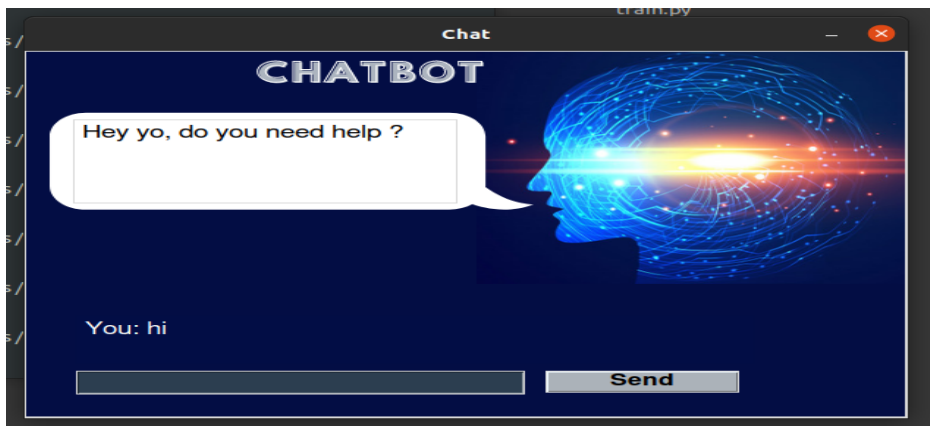 train.py
Chat
CHATBOT
Hey yo, do you need help ?
You: hi
Send
s/
s/
s/
s/
s/
s/
s/